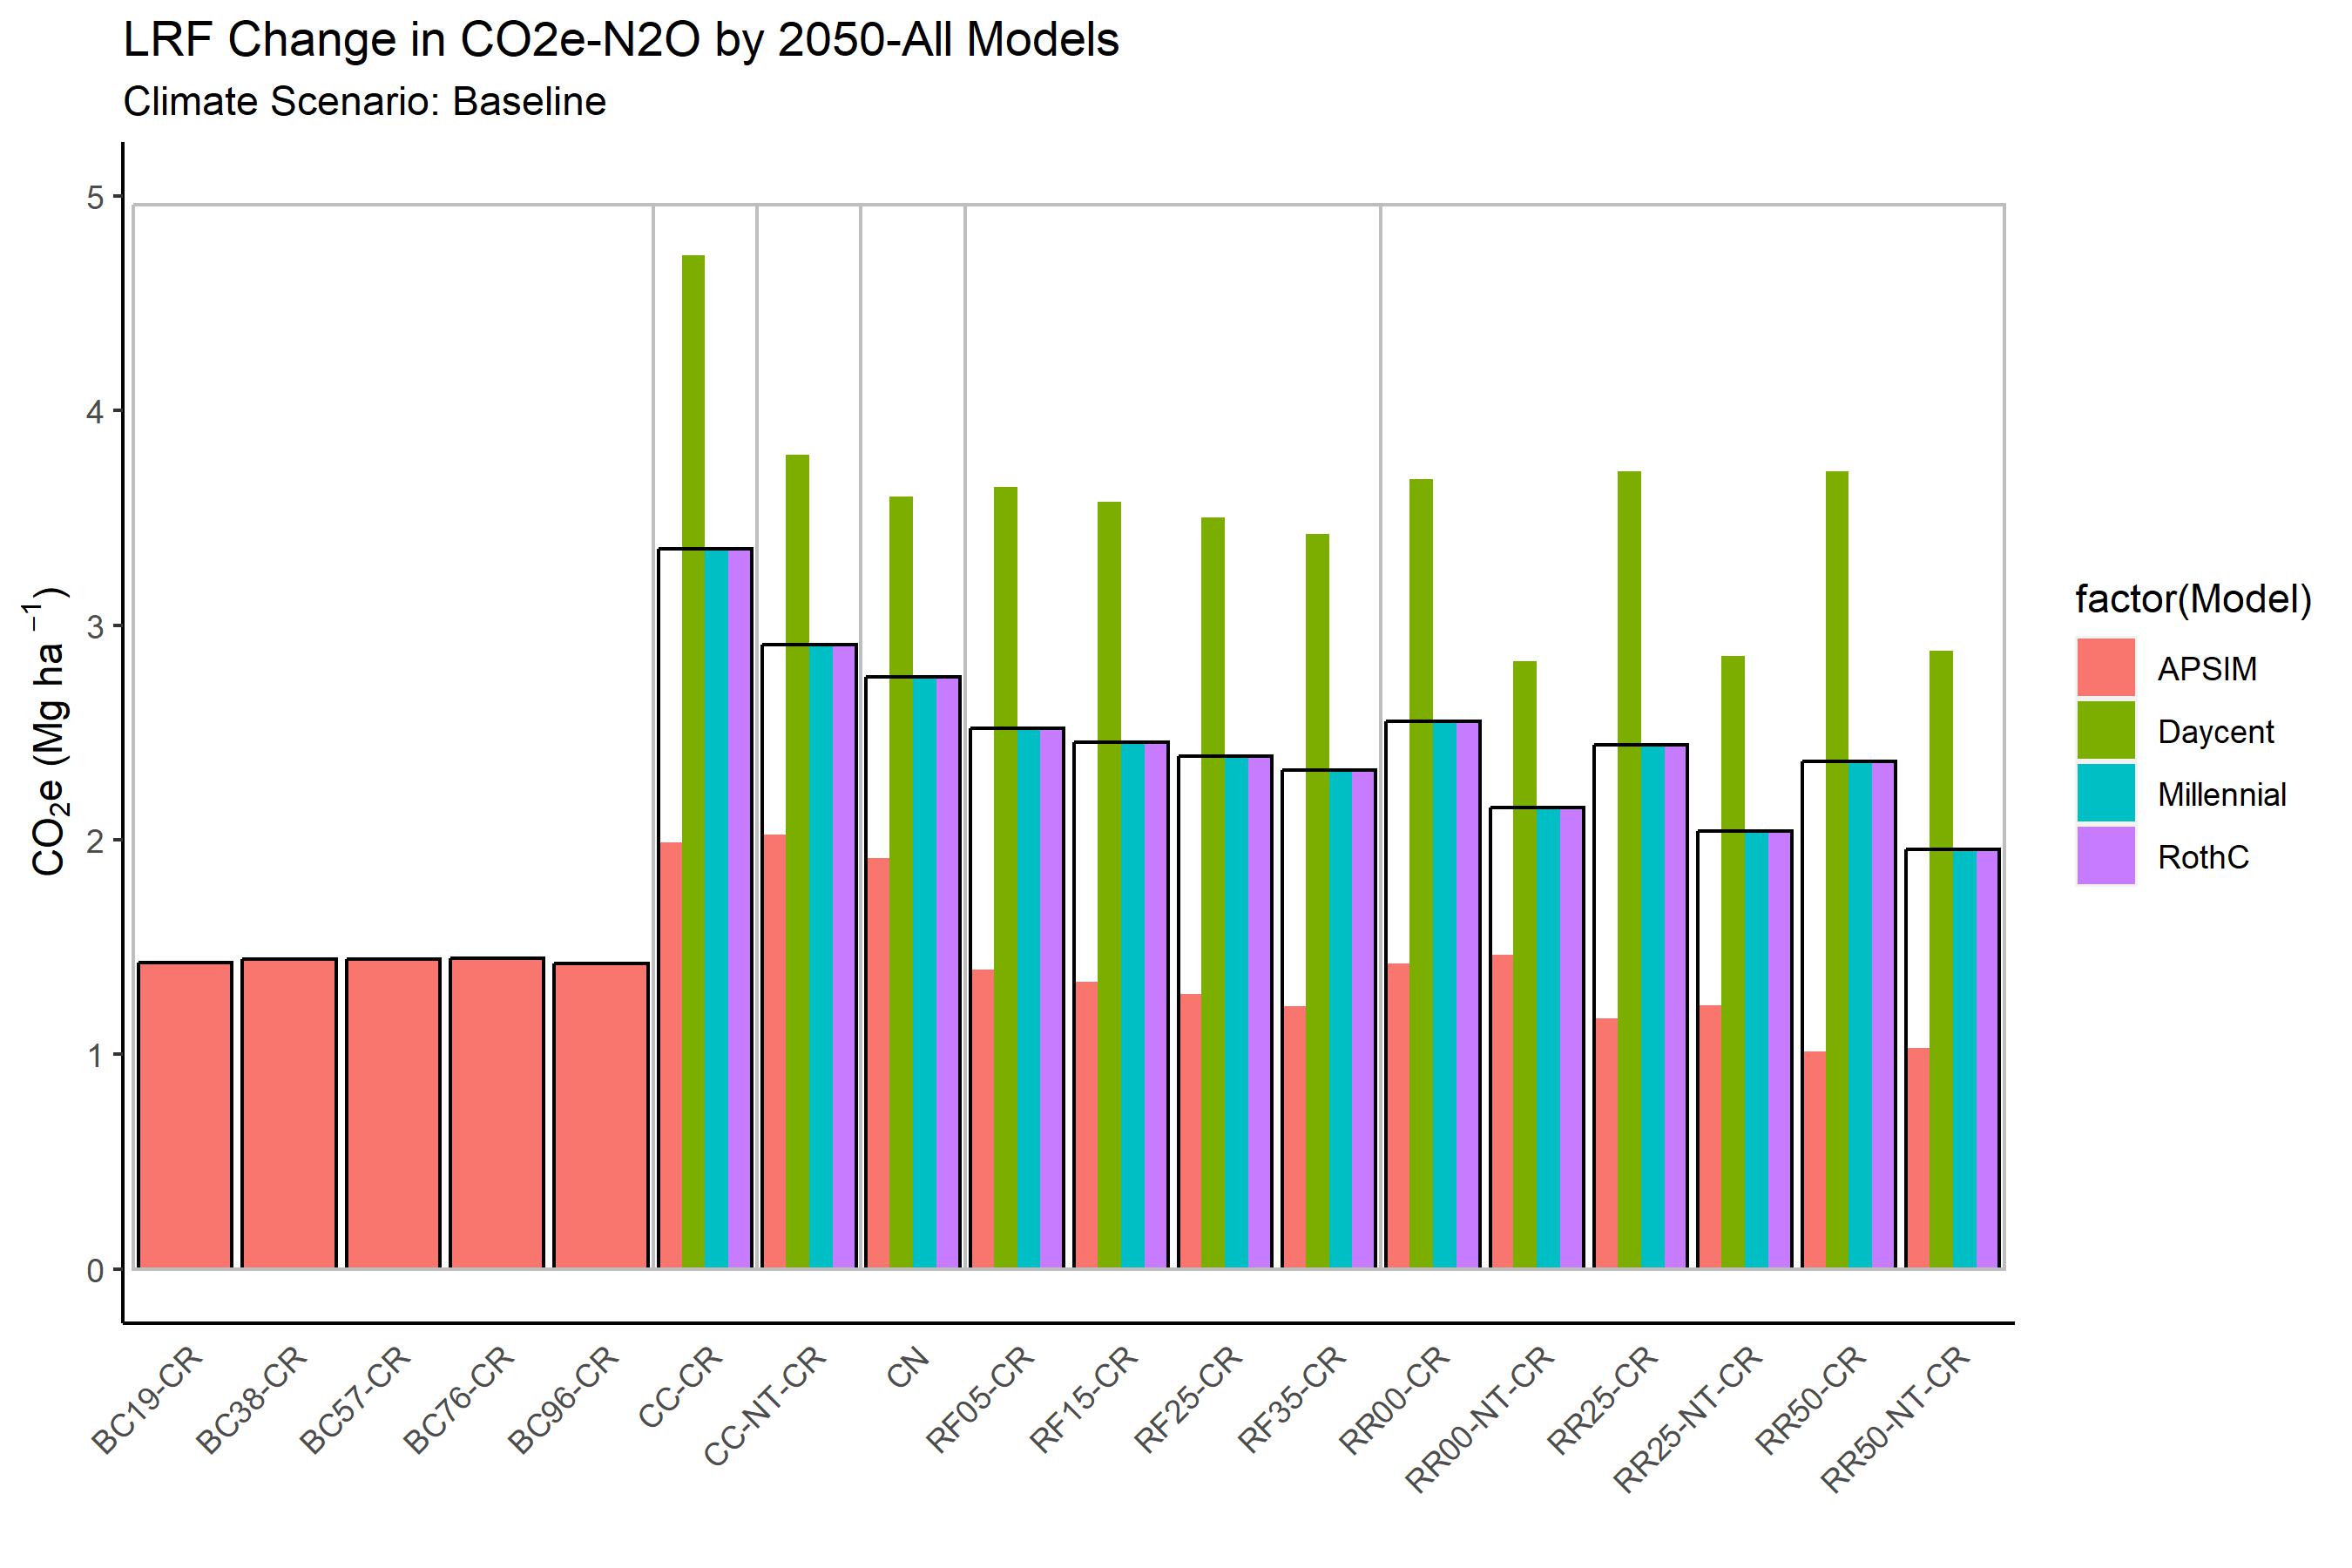 LRF Change in CO2e-N2O by 2050-All Models
Climate Scenario: Baseline
CO₂e (Mg ha ⁻¹)
5
4
3
2
1
0
BC19-CR
BC38-CR
BC57-CR
BC76-CR
BC96-CR
CC-CR
CC-NT-CR
CN
RF05-CR
RF15-CR
RF25-CR
RF35-CR
RR00-CR
RR00-NT-CR
RR25-CR
RR25-NT-CR
RR50-CR
RR50-NT-CR
factor(Model)
APSIM
Daycent
Millennial
RothC